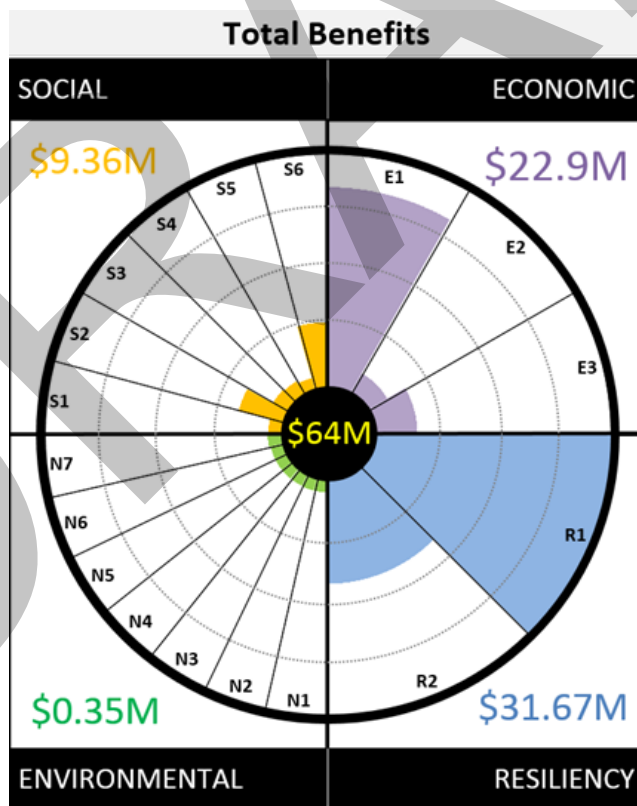 Total Benefits
SOCIAL
ECONOMIC
$9.36M
$22.9M
S6
E1
S5
S4
E2
S3
S2
E3
S1
$64M
N7
N6
R1
N5
N4
N3
R2
N2
N1
$0.35M
$31.67M
ENVIRONMENTAL
RESILIENCY